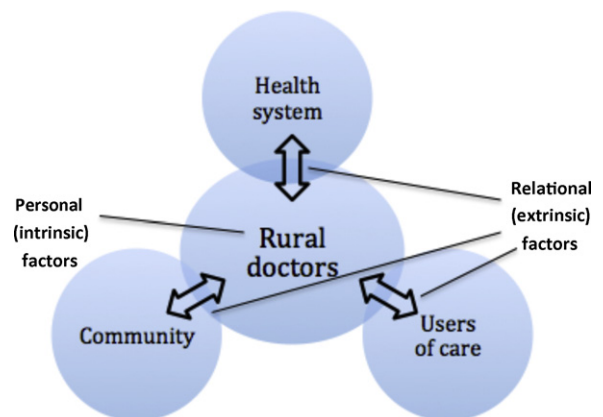 Health
system
Personal
(intrinsic)
factors
Relational
(extrinsic)
factors
Rural
doctors
Community
Users
of care